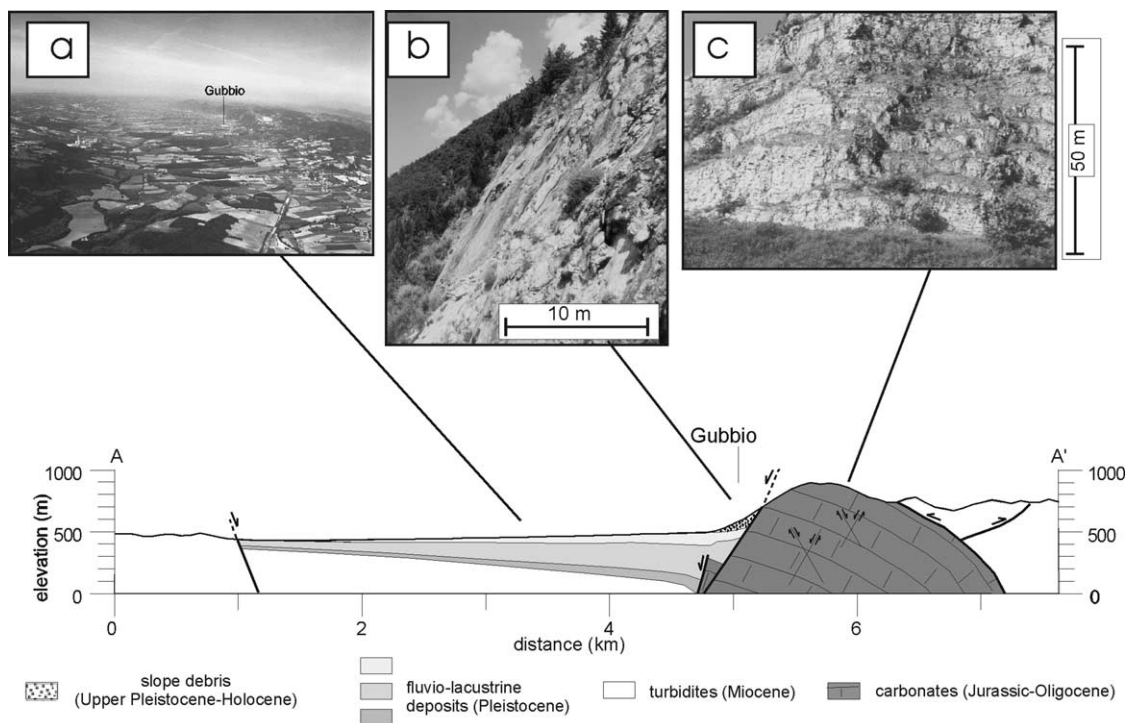 a
b
c
Gubbio
10 m
50 m
Gubbio
A
A'
1000
500
0
elevation (m)
1000
500
0
0
2
4
6
distance (km)
slope debris
(Upper Pleistocene-Holocene)
fluvio-lacustrine
deposits (Pleistocene)
turbidites (Miocene)
carbonates (Jurassic-Oligocene)